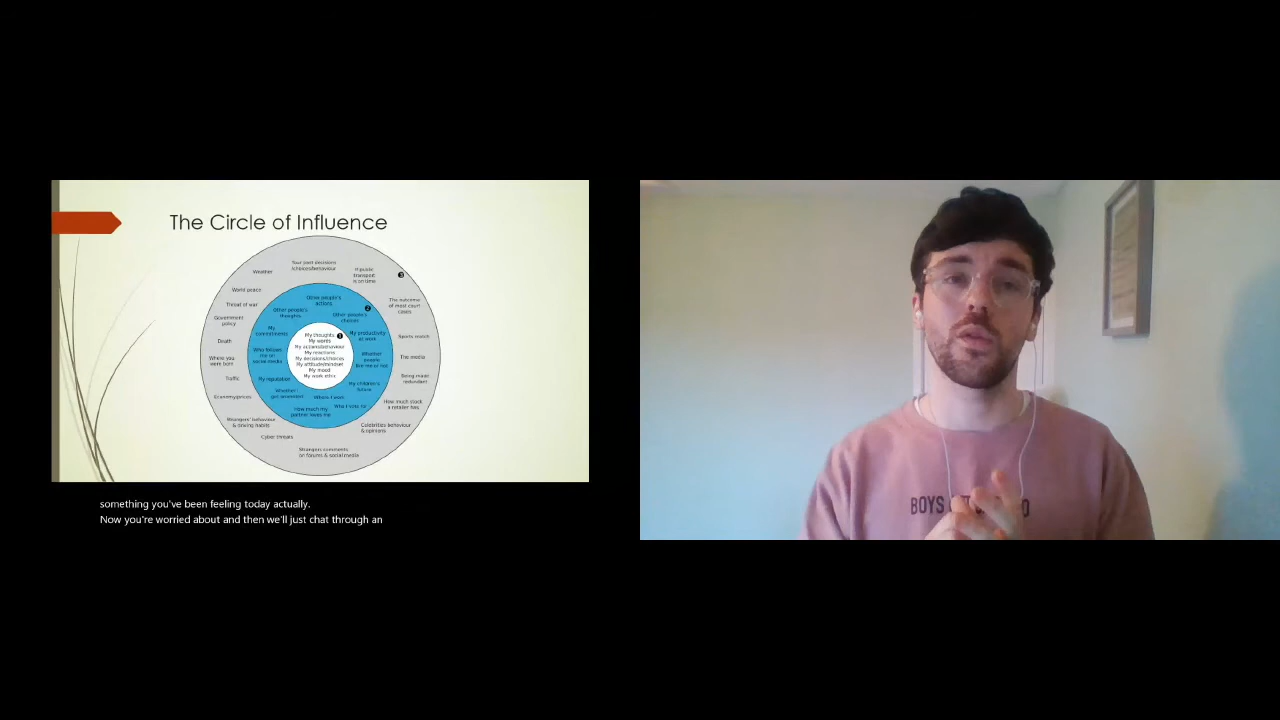 The Circle of Influence
Your past decisions
/choices/behaviour
Weather
If public
transport
is on time
3
World peace
Threat of war
The outcome
of most court
cases
Government
policy
Sports match
Death
The media
Where you
were born
Traffic
Being made
redundant
Economy/prices
How much stock
a retailer has
Strangers' behaviour
& driving habits
Celebrities behaviour
& opinions
Cyber threats
Strangers comments
on forums & social media
Other people's
actions
2
Other people's
thoughts
Other people's
choices
My
commitments
My productivity
at work
Who follows
me on
social media
Whether
people
like me or not
My reputation
My children's
future
Whether I
get promoted
Where I work
Who I vote for
How much my
partner loves me
My thoughts
1
My words
My actions/behaviour
My reactions
My decisions/choices
My attitude/mindset
My mood
My work ethic
something you've been feeling today actually.
Now you're worried about and then we'll just chat through an
BOYS